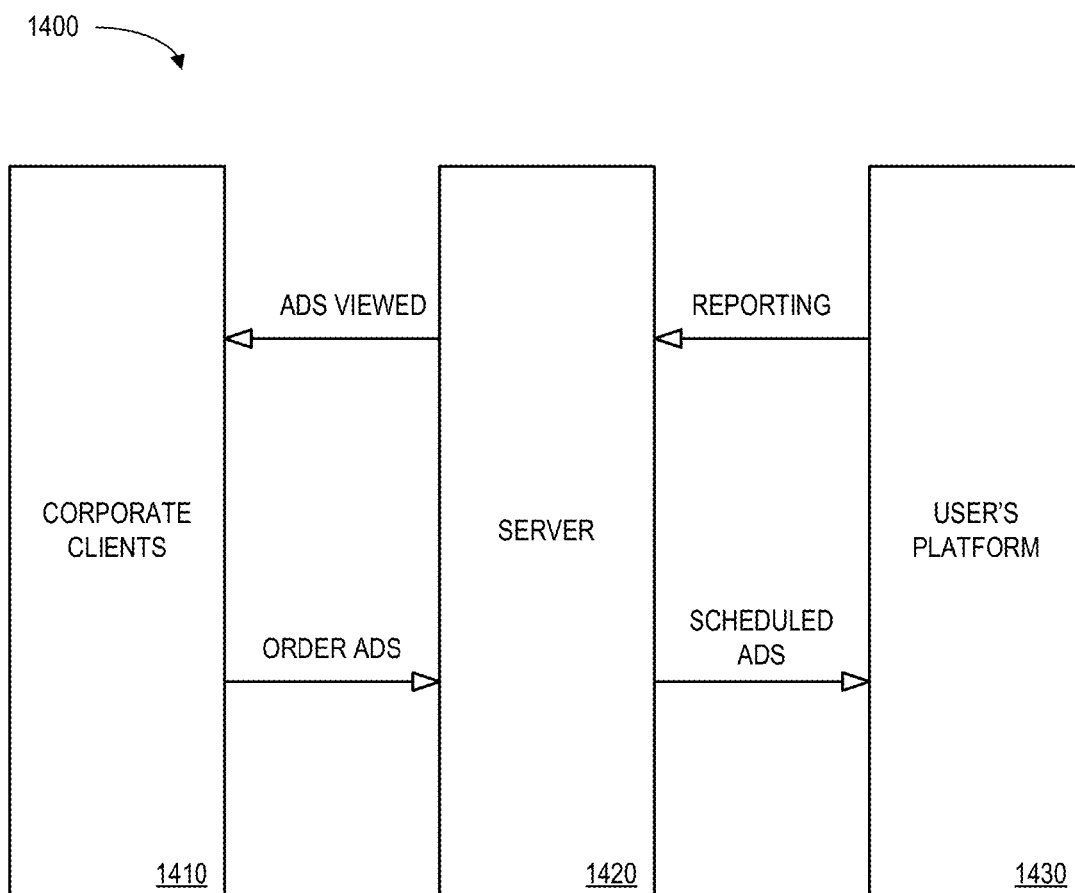 1400
ADS VIEWED
REPORTING
CORPORATE
CLIENTS
SERVER
USER'S
PLATFORM
ORDER ADS
SCHEDULED
ADS
1410
1420
1430